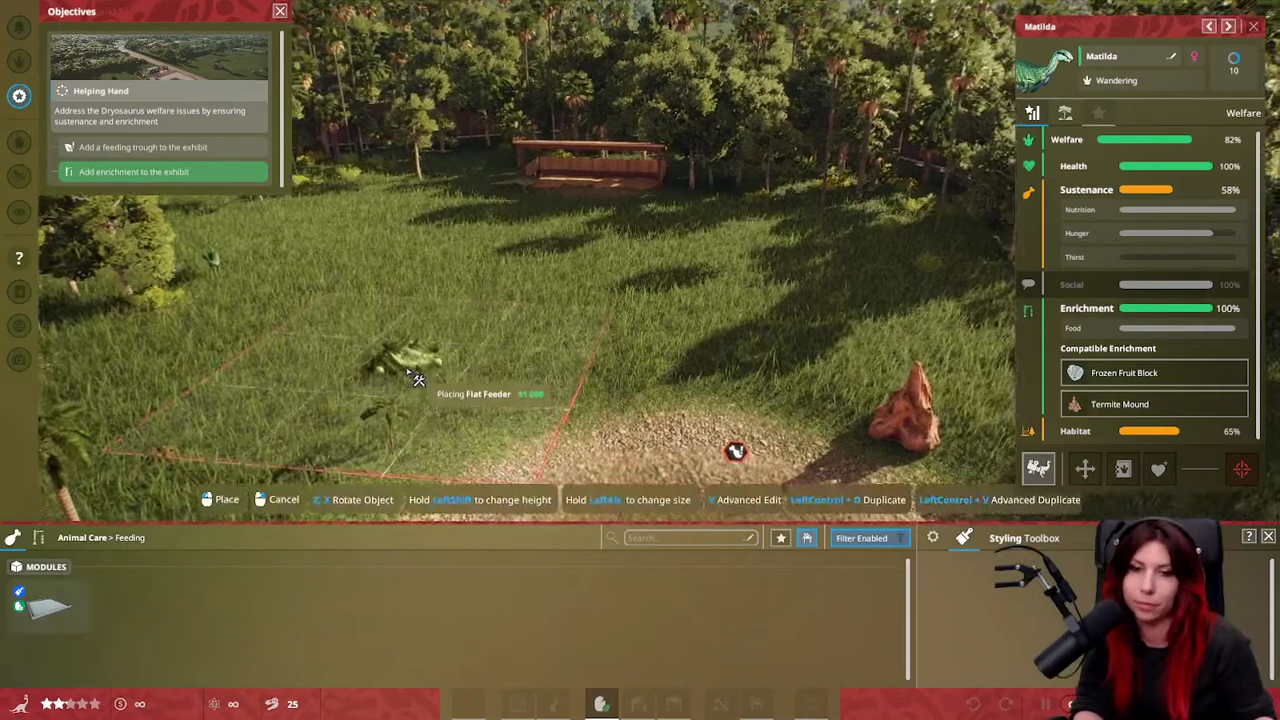 Objectives
Helping Hand
Address the Dryosaurus welfare issues by ensuring
sustenance and enrichment
Add a feeding trough to the exhibit
Add enrichment to the exhibit
Matilda
Matilda
Wandering
10
Welfare
Welfare 82%
Health 100%
Sustenance 58%
Nutrition
Hunger
Thirst
Social 100%
Enrichment 100%
Food
Compatible Enrichment
Frozen Fruit Block
Termite Mound
Habitat 65%
Placing Flat Feeder
Place
Cancel
Z, X Rotate Object
Hold LeftShift to change height
Hold LeftAlt to change size
V Advanced Edit
LeftControl + D Duplicate
LeftControl + V Advanced Duplicate
Animal Care > Feeding
Search...
Filter Enabled
Styling Toolbox
?
MODULES
?
∞
∞
25